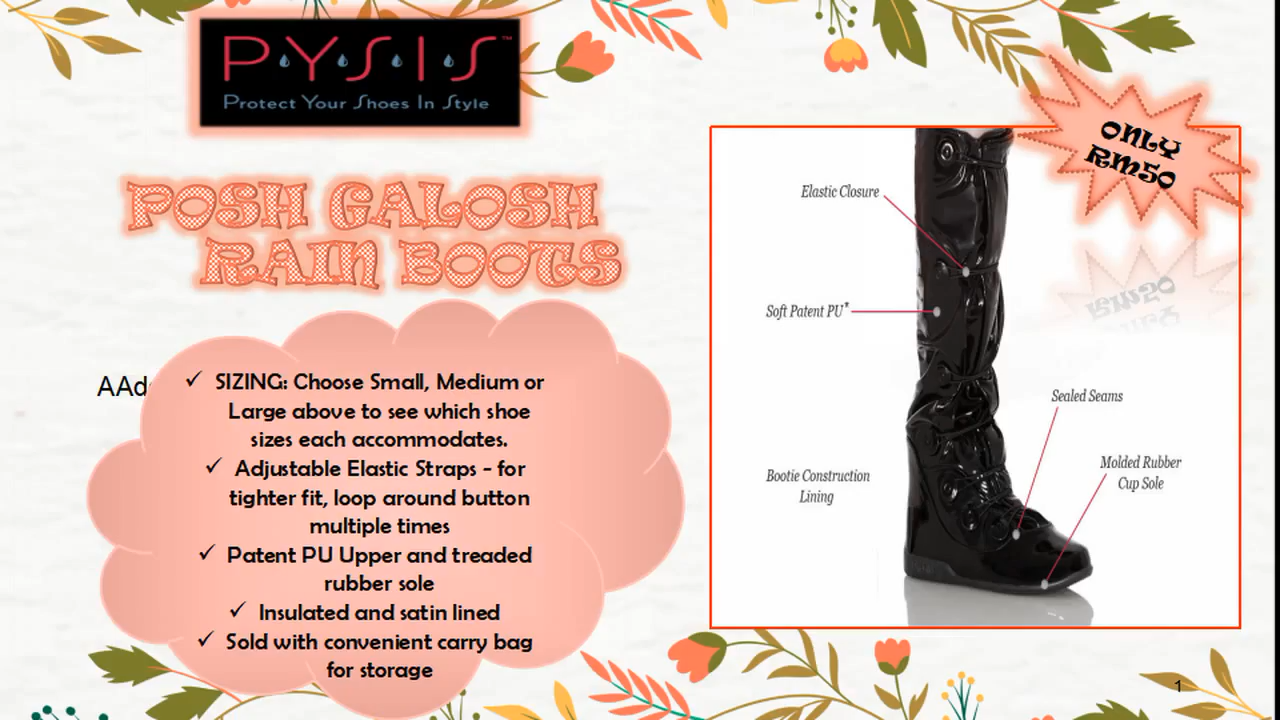 P.Y.S.I.S™
Protect Your Shoes In Style
POSH GALOSH
RAIN BOOTS
ONLY
RM50
AAd
✓ SIZING: Choose Small, Medium or
Large above to see which shoe
sizes each accommodates.
✓ Adjustable Elastic Straps - for
tighter fit, loop around button
multiple times
✓ Patent PU Upper and treaded
rubber sole
✓ Insulated and satin lined
✓ Sold with convenient carry bag
for storage
Elastic Closure
Soft Patent PU*
Sealed Seams
Molded Rubber
Cup Sole
Bootie Construction
Lining
1